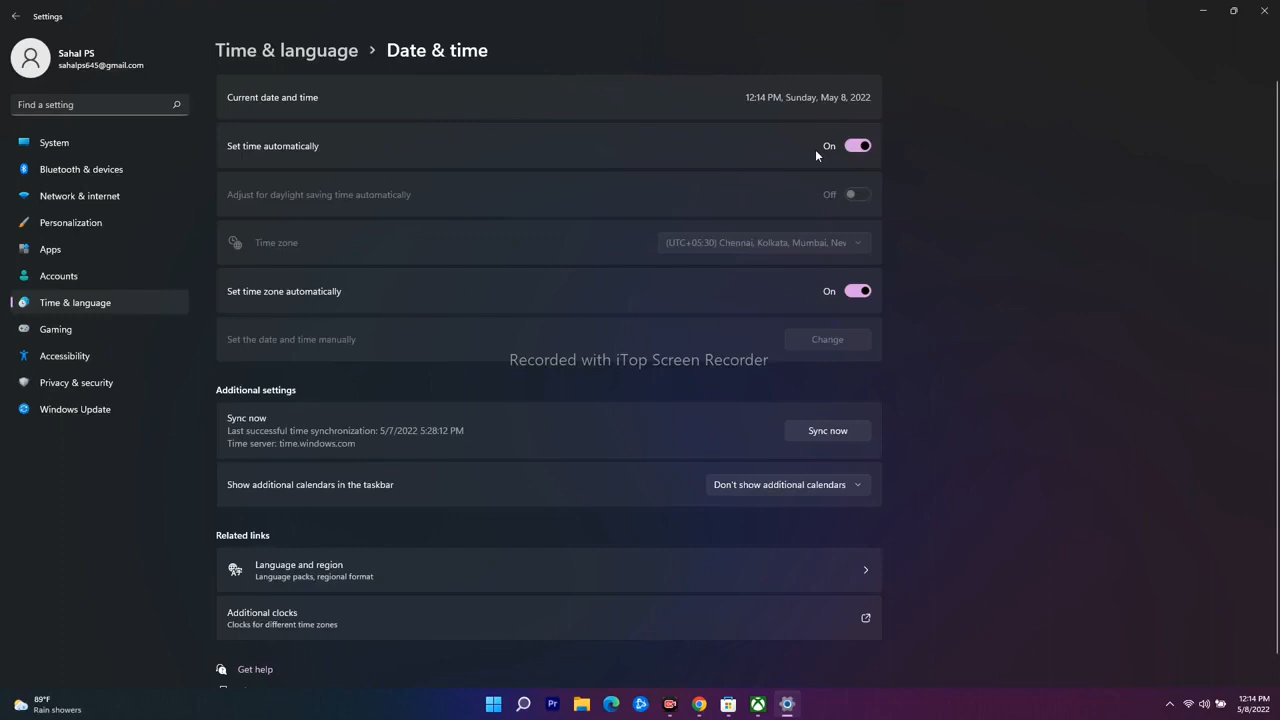 Settings
Sahal PS
sahalps645@gmail.com
Find a setting
System
Bluetooth & devices
Network & internet
Personalization
Apps
Accounts
Time & language
Gaming
Accessibility
Privacy & security
Windows Update
Time & language > Date & time
Current date and time 12:14 PM, Sunday, May 8, 2022
Set time automatically On
Adjust for daylight saving time automatically Off
Time zone (UTC+05:30) Chennai, Kolkata, Mumbai, New
Set time zone automatically On
Set the date and time manually Change
Recorded with iTop Screen Recorder
Additional settings
Sync now
Last successful time synchronization: 5/7/2022 5:28:12 PM
Time server: time.windows.com
Sync now
Show additional calendars in the taskbar Don't show additional calendars
Related links
Language and region
Language packs, regional format
Additional clocks
Clocks for different time zones
Get help
89°F
Rain showers
Pr
12:14 PM
5/8/2022